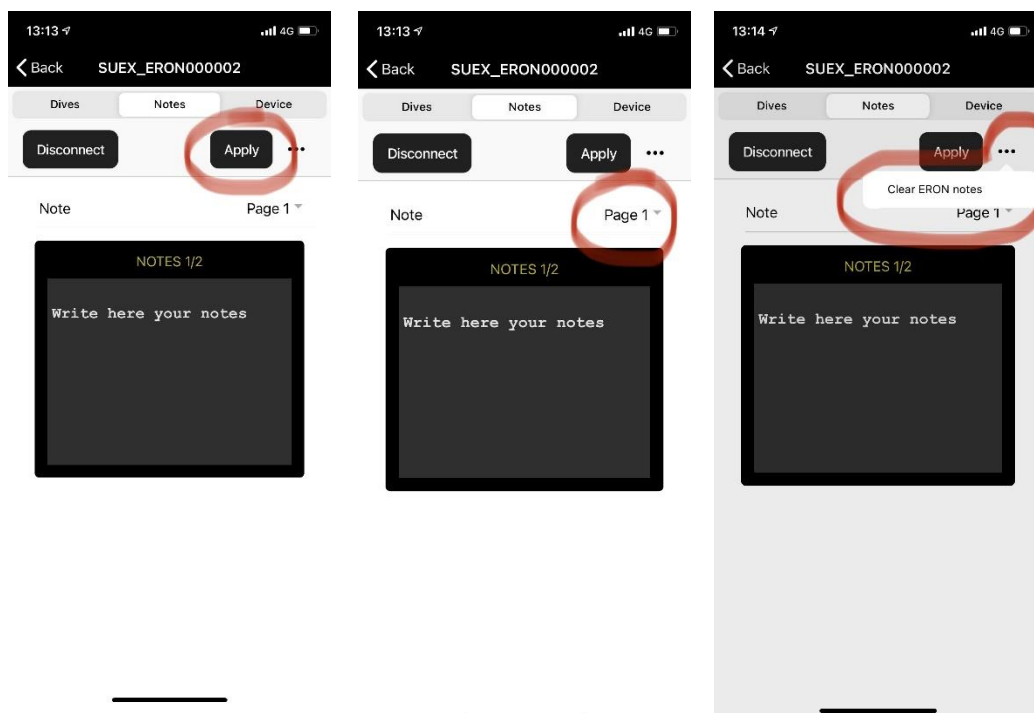 13:13
4G
Back SUEX_ERON000002
Dives Notes Device
Disconnect Apply ...
Note Page 1
NOTES 1/2
Write here your notes
13:13
4G
Back SUEX_ERON000002
Dives Notes Device
Disconnect Apply ...
Note Page 1
NOTES 1/2
Write here your notes
13:14
4G
Back SUEX_ERON000002
Dives Notes Device
Disconnect Apply ...
Clear ERON notes
Note Page 1
NOTES 1/2
Write here your notes